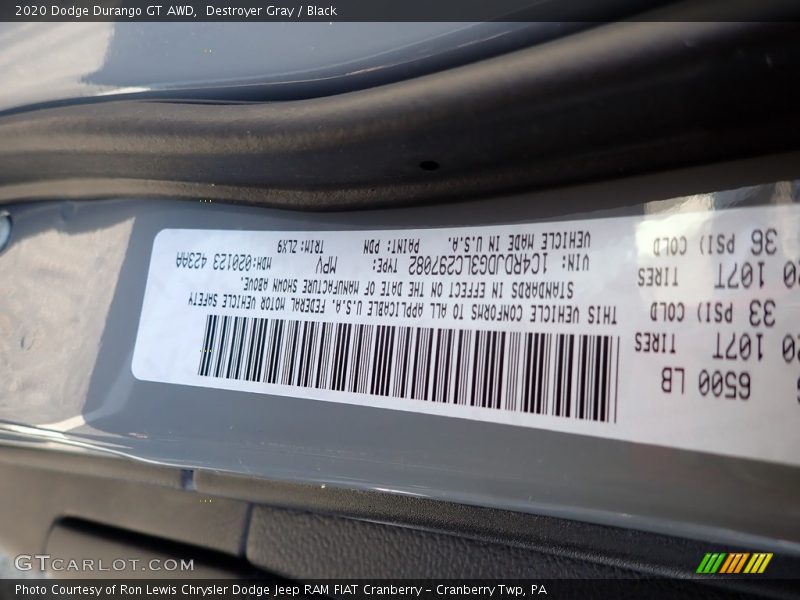 2020 Dodge Durango GT AWD, Destroyer Gray / Black
6500 LB
20 107T TIRES
33 PSI) COLD
20 107T TIRES
36 PSI) COLD
THIS VEHICLE CONFORMS TO ALL APPLICABLE U.S.A. FEDERAL MOTOR VEHICLE SAFETY
STANDARDS IN EFFECT ON THE DATE OF MANUFACTURE SHOWN ABOVE.
VIN: 1C4RDJDG3LC297082 TYPE: MPV MDH: 020123 423AA
VEHICLE MADE IN U.S.A. PAINT: PDN TRIM: ZLX9
GTCARLOT.COM
Photo Courtesy of Ron Lewis Chrysler Dodge Jeep RAM FIAT Cranberry – Cranberry Twp, PA